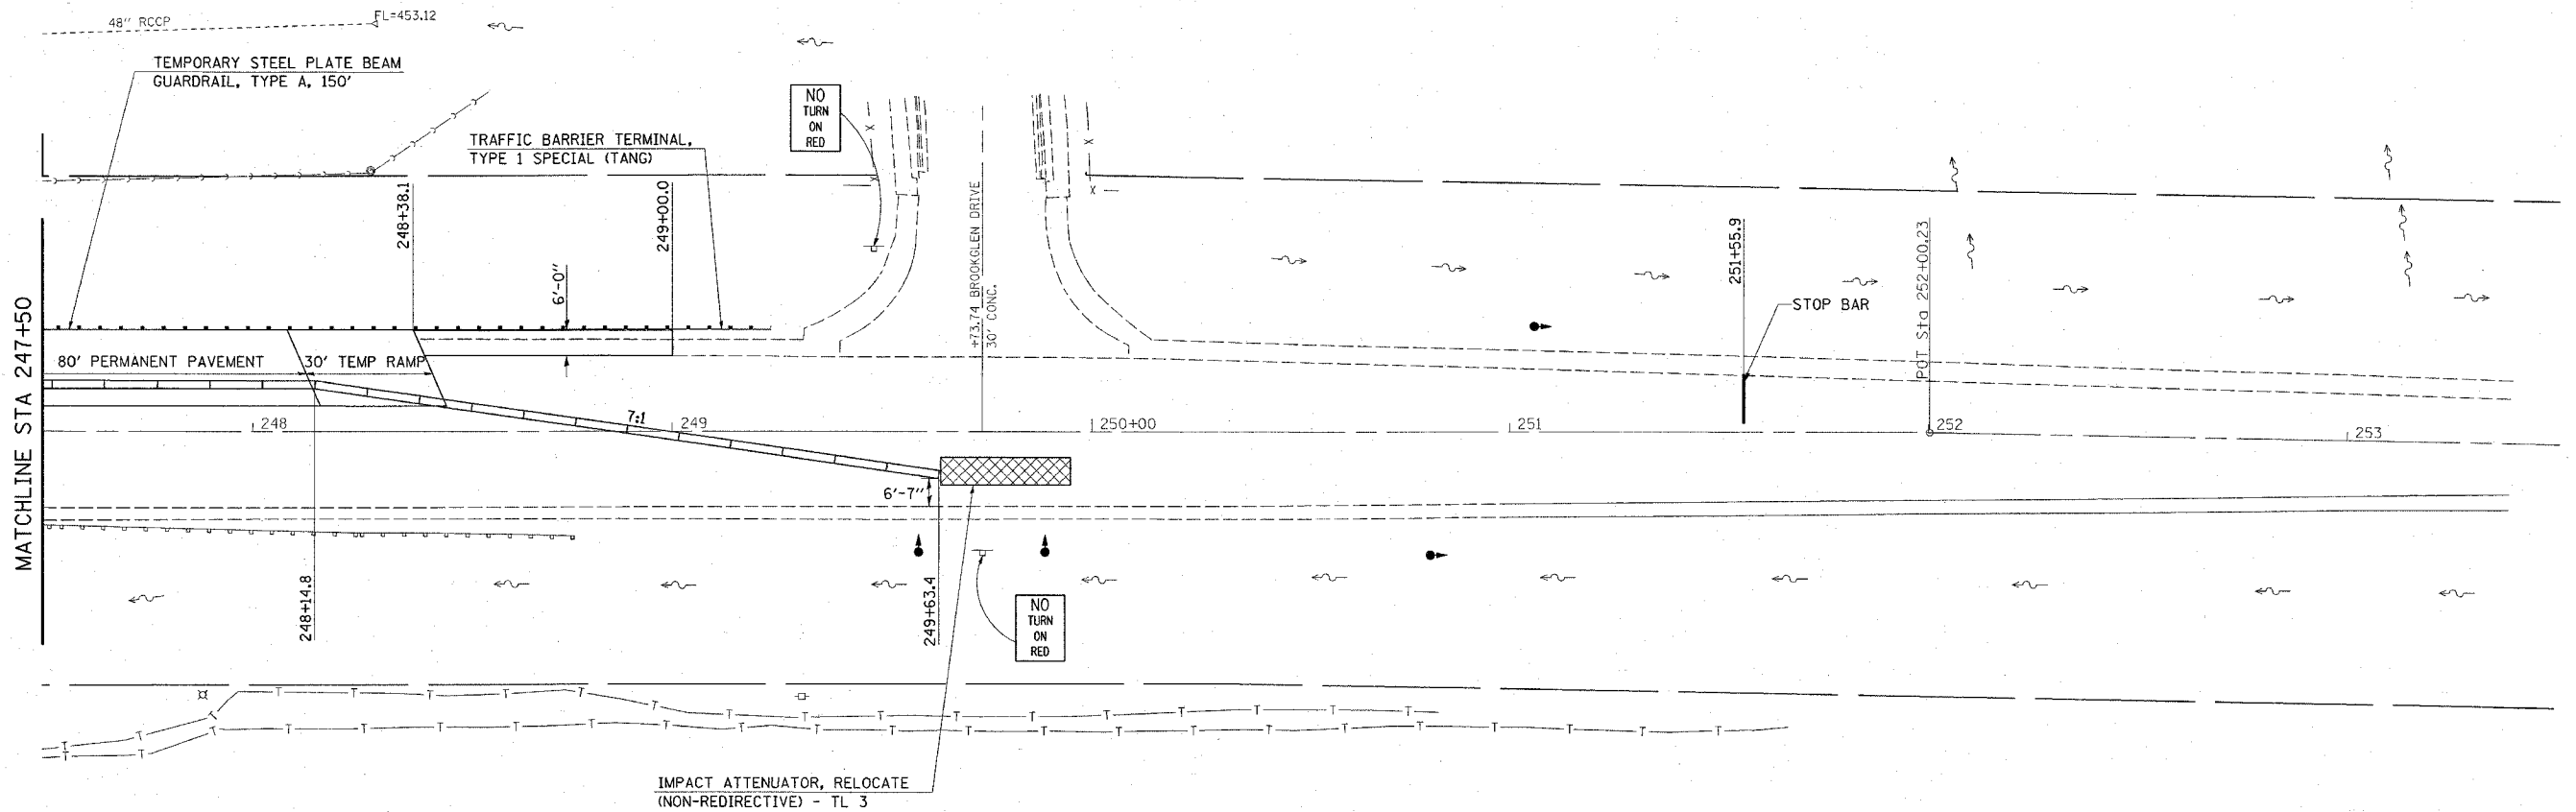 48" RCCP
FL=453.12
TEMPORARY STEEL PLATE BEAM
GUARDRAIL, TYPE A, 150'
TRAFFIC BARRIER TERMINAL,
TYPE 1 SPECIAL (TANG)
NO
TURN
ON
RED
248+38.1
249+00.0
6'-0"
+73.74 BROOKGLEN DRIVE
30' CONC.
251+55.9
POT Sta 252+00.23
STOP BAR
MATCHLINE STA 247+50
80' PERMANENT PAVEMENT
30' TEMP RAMP
7:1
248
249
250+00
251
252
253
6'-7"
248+14.8
249+63.4
NO
TURN
ON
RED
IMPACT ATTENUATOR, RELOCATE
(NON-REDIRECTIVE) - TL 3